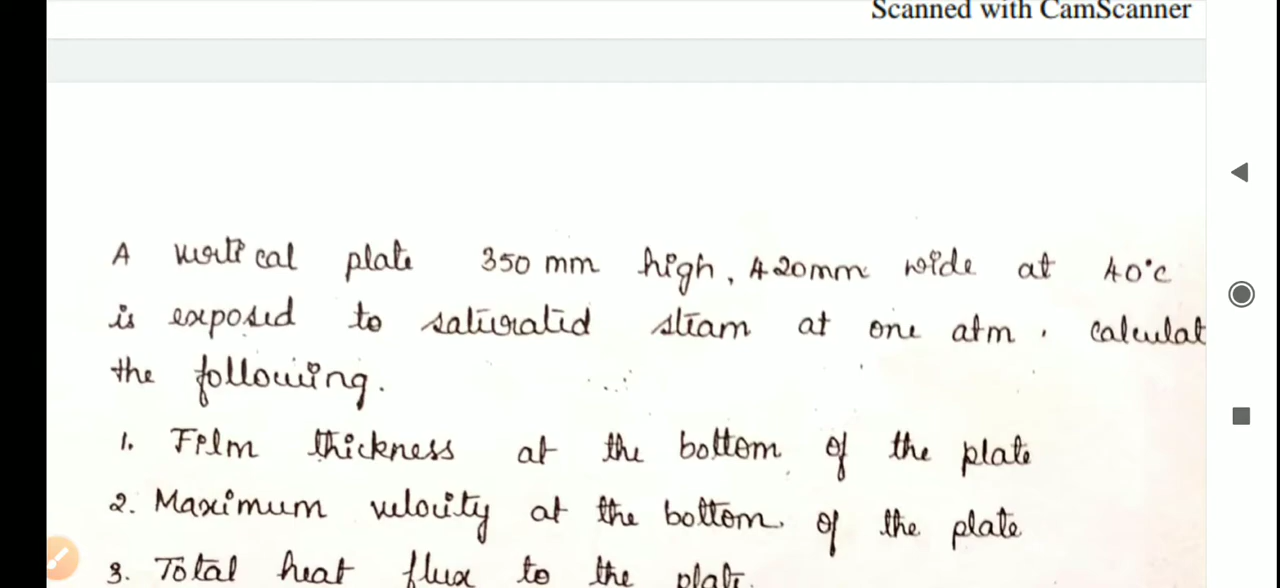 Scanned with CamScanner
A vertical plate 350 mm high, 420mm wide at 40°C
is exposed to saturated steam at one atm. calculat
the following.
1. Film thickness at the bottom of the plate
2. Maximum velocity at the bottom. of the plate
3. Total heat flux to the plate.